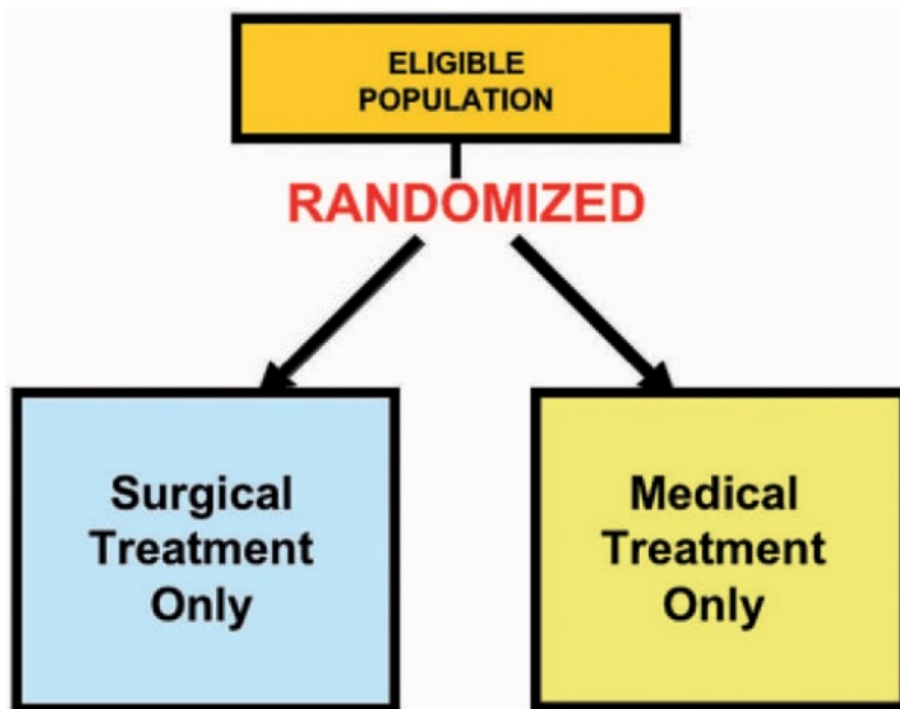 ELIGIBLE
POPULATION
RANDOMIZED
Surgical
Treatment
Only
Medical
Treatment
Only